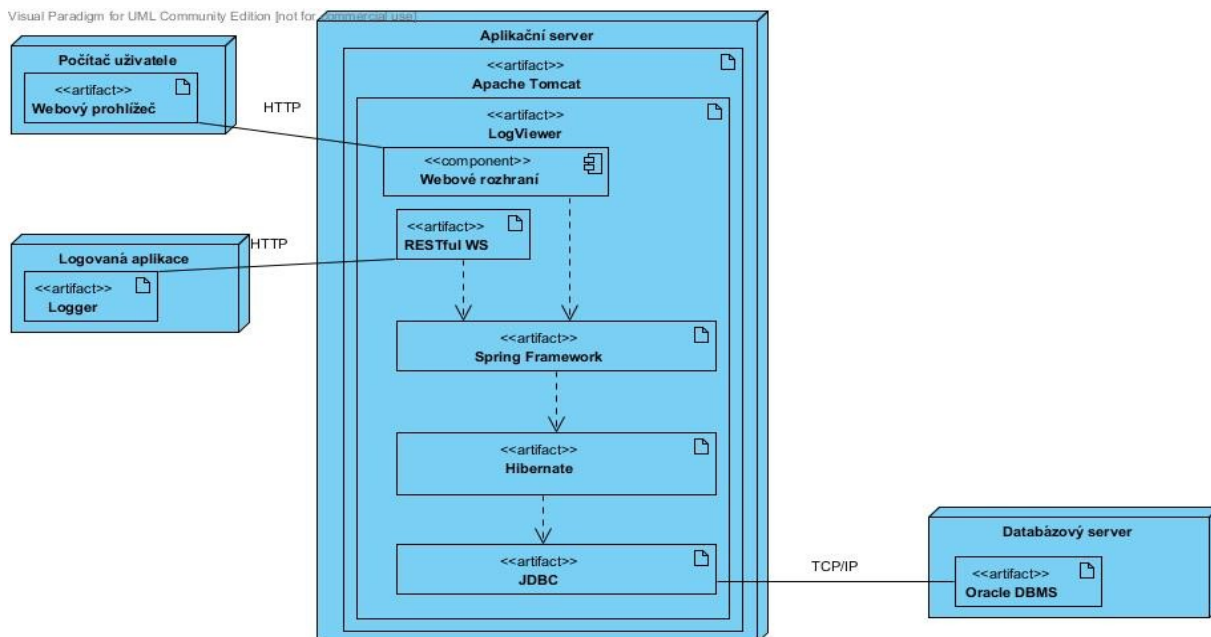 Visual Paradigm for UML Community Edition [not for commercial use]
Počítač uživatele
<<artifact>>
Webový prohlížeč
HTTP
Logovaná aplikace
<<artifact>>
Logger
HTTP
Aplikační server
<<artifact>>
Apache Tomcat
<<artifact>>
LogViewer
<<component>>
Webové rozhraní
<<artifact>>
RESTful WS
<<artifact>>
Spring Framework
<<artifact>>
Hibernate
<<artifact>>
JDBC
TCP/IP
Databázový server
<<artifact>>
Oracle DBMS